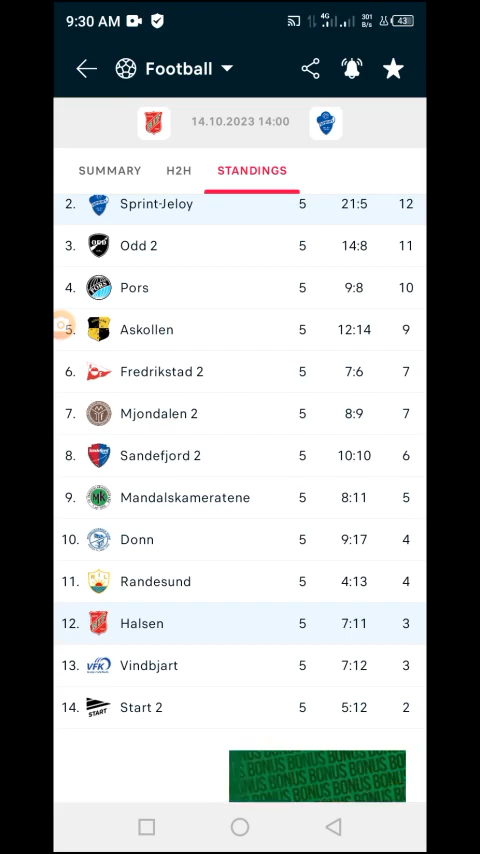 9:30 AM 4G 301 B/s 43
Football
14.10.2023 14:00
SUMMARY H2H STANDINGS
2. Sprint-Jeloy 5 21:5 12
3. Odd 2 5 14:8 11
4. Pors 5 9:8 10
5. Askollen 5 12:14 9
6. Fredrikstad 2 5 7:6 7
7. Mjondalen 2 5 8:9 7
8. Sandefjord 2 5 10:10 6
9. Mandalskameratene 5 8:11 5
10. Donn 5 9:17 4
11. Randesund 5 4:13 4
12. Halsen 5 7:11 3
13. VFK Vindbjart 5 7:12 3
14. START Start 2 5 5:12 2
BONUS BONUS BONUS BONUS